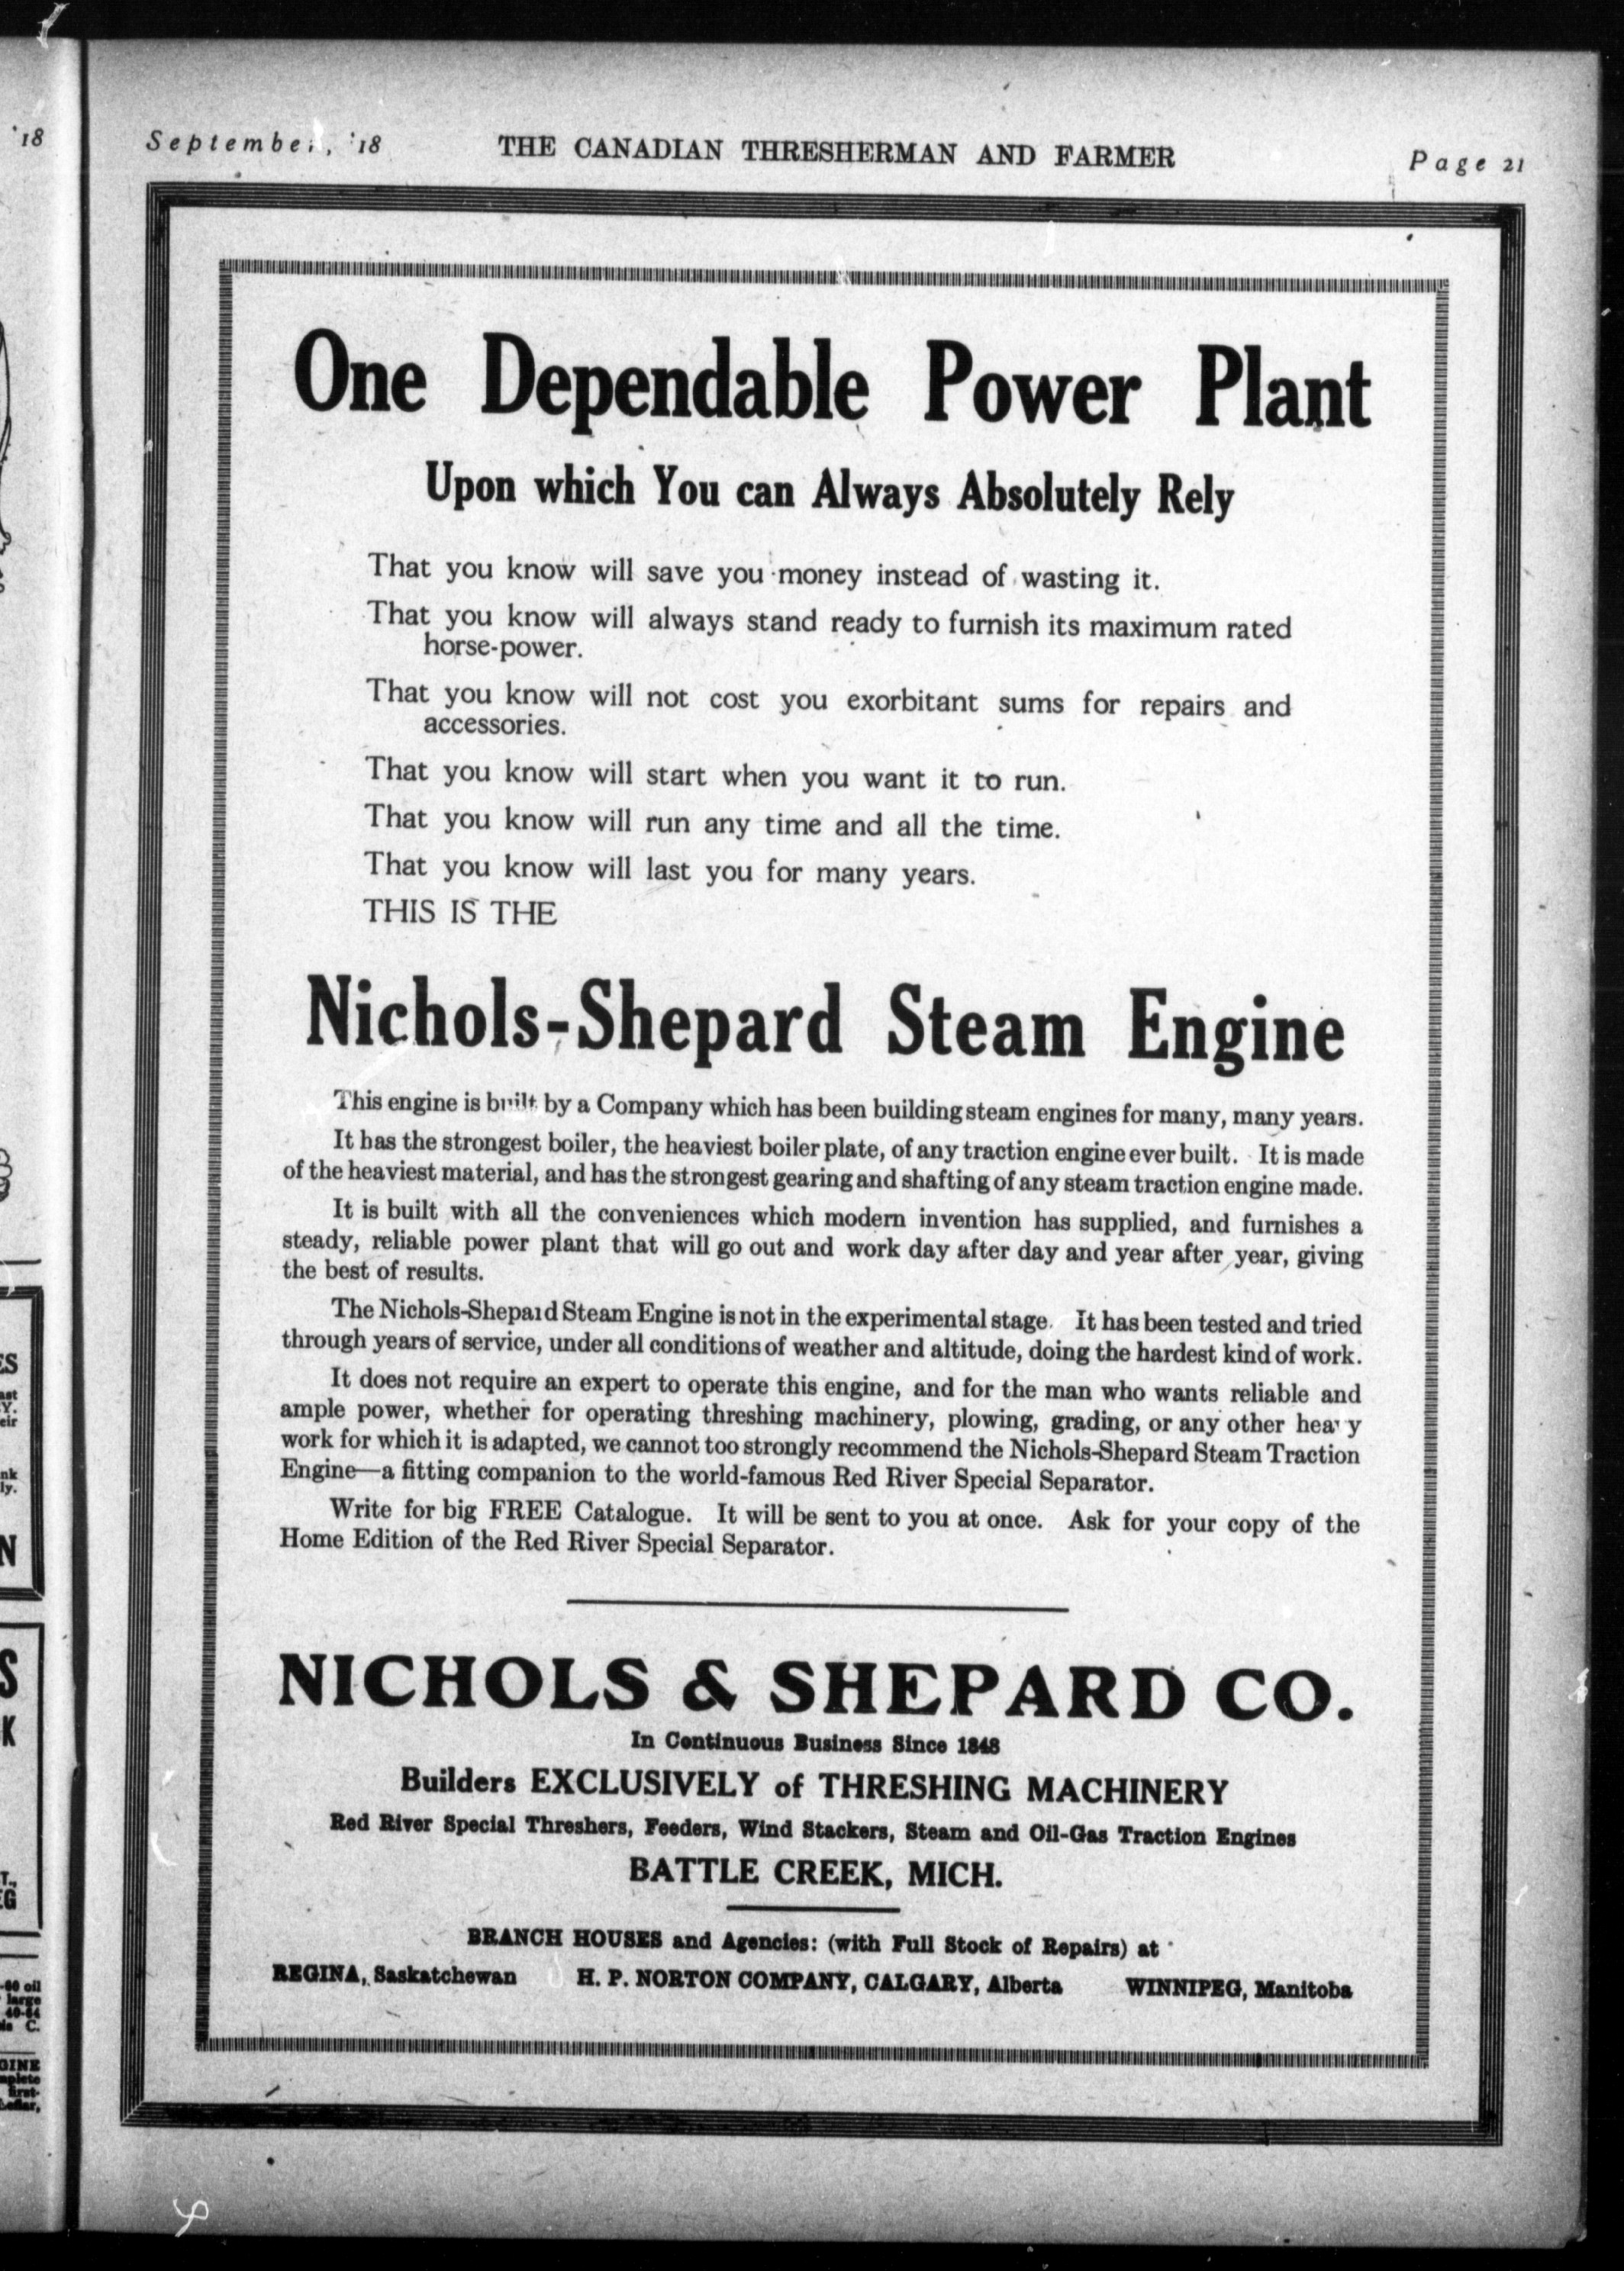 '18
September, '18
THE CANADIAN THRESHERMAN AND FARMER
Page 21
One Dependable Power Plant
Upon which You can Always Absolutely Rely
That you know will save you money instead of wasting it.
That you know will always stand ready to furnish its maximum rated
horse-power.
That you know will not cost you exorbitant sums for repairs and
accessories.
That you know will start when you want it to run.
That you know will run any time and all the time.
That you know will last you for many years.
THIS IS THE
Nichols-Shepard Steam Engine
This engine is built by a Company which has been building steam engines for many, many years.
It has the strongest boiler, the heaviest boiler plate, of any traction engine ever built. It is made
of the heaviest material, and has the strongest gearing and shafting of any steam traction engine made.
It is built with all the conveniences which modern invention has supplied, and furnishes a
steady, reliable power plant that will go out and work day after day and year after year, giving
the best of results.
The Nichols-Shepard Steam Engine is not in the experimental stage. It has been tested and tried
through years of service, under all conditions of weather and altitude, doing the hardest kind of work.
It does not require an expert to operate this engine, and for the man who wants reliable and
ample power, whether for operating threshing machinery, plowing, grading, or any other heavy
work for which it is adapted, we cannot too strongly recommend the Nichols-Shepard Steam Traction
Engine—a fitting companion to the world-famous Red River Special Separator.
Write for big FREE Catalogue. It will be sent to you at once. Ask for your copy of the
Home Edition of the Red River Special Separator.
NICHOLS & SHEPARD CO.
In Continuous Business Since 1848
Builders EXCLUSIVELY of THRESHING MACHINERY
Red River Special Threshers, Feeders, Wind Stackers, Steam and Oil-Gas Traction Engines
BATTLE CREEK, MICH.
BRANCH HOUSES and Agencies: (with Full Stock of Repairs) at
REGINA, Saskatchewan H. P. NORTON COMPANY, CALGARY, Alberta WINNIPEG, Manitoba